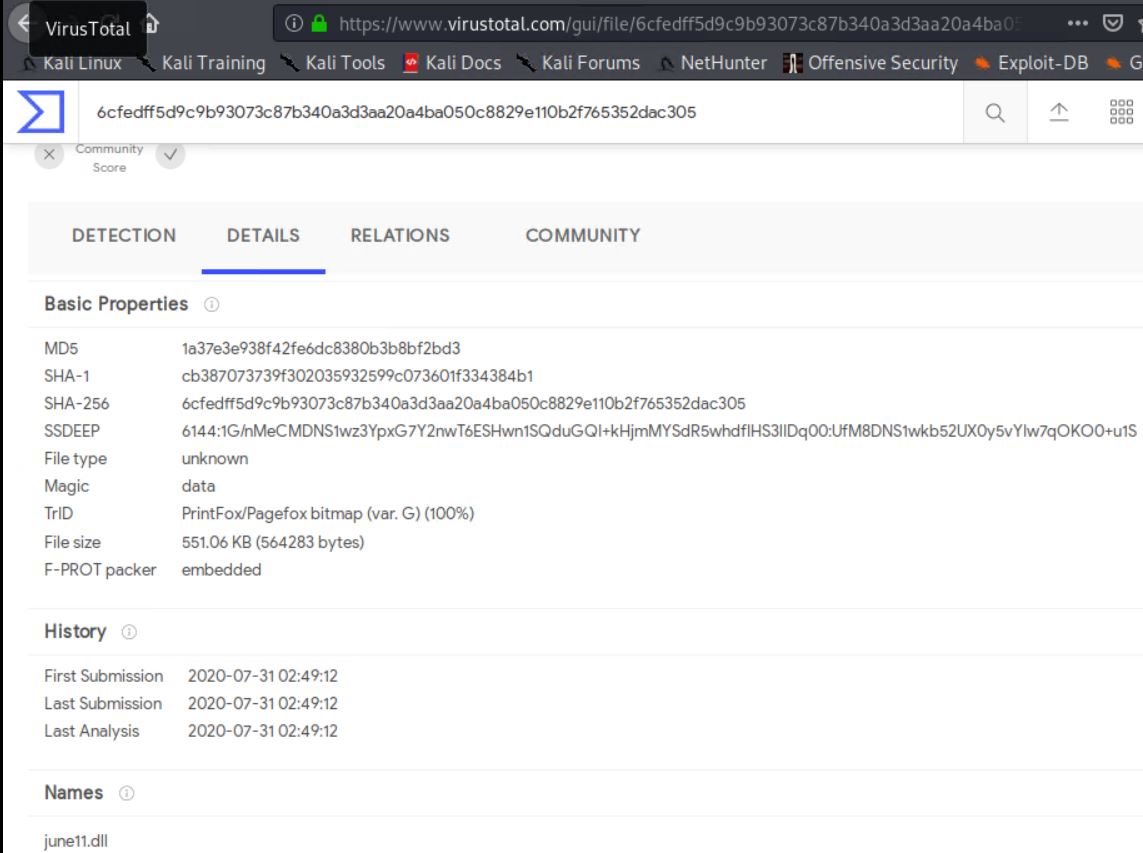 VirusTotal
https://www.virustotal.com/gui/file/6cfedff5d9c9b93073c87b340a3d3aa20a4ba05
Kali Linux Kali Training Kali Tools Kali Docs Kali Forums NetHunter Offensive Security Exploit-DB G
6cfedff5d9c9b93073c87b340a3d3aa20a4ba050c8829e110b2f765352dac305
Community
Score
DETECTION DETAILS RELATIONS COMMUNITY
Basic Properties
MD5 1a37e3e938f42fe6dc8380b3b8bf2bd3
SHA-1 cb387073739f302035932599c073601f334384b1
SHA-256 6cfedff5d9c9b93073c87b340a3d3aa20a4ba050c8829e110b2f765352dac305
SSDEEP 6144:1G/nMeCMDNS1wz3YpxG7Y2nwT6ESHwn1SQduGQI+kHjmMYSdR5whdfIHS3IIDq00:UfM8DNS1wkb52UX0y5vYIw7qOKO0+u1S
File type unknown
Magic data
TrID PrintFox/Pagefox bitmap (var. G) (100%)
File size 551.06 KB (564283 bytes)
F-PROT packer embedded
History
First Submission 2020-07-31 02:49:12
Last Submission 2020-07-31 02:49:12
Last Analysis 2020-07-31 02:49:12
Names
june11.dll